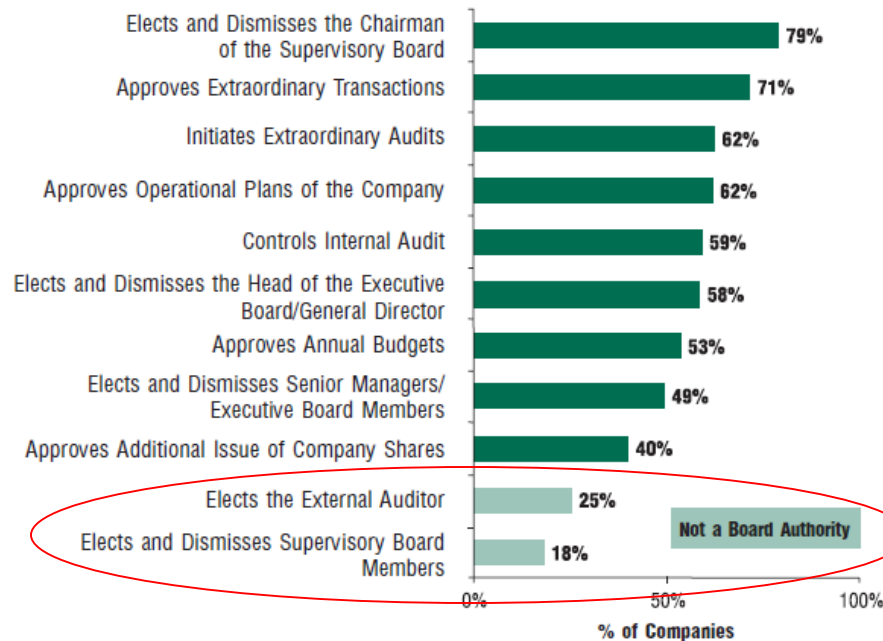 Elects and Dismisses the Chairman
of the Supervisory Board
79%
Approves Extraordinary Transactions
71%
Initiates Extraordinary Audits
62%
Approves Operational Plans of the Company
62%
Controls Internal Audit
59%
Elects and Dismisses the Head of the Executive
Board/General Director
58%
Approves Annual Budgets
53%
Elects and Dismisses Senior Managers/
Executive Board Members
49%
Approves Additional Issue of Company Shares
40%
Elects the External Auditor
25%
Not a Board Authority
Elects and Dismisses Supervisory Board
Members
18%
0% 50% 100%
% of Companies